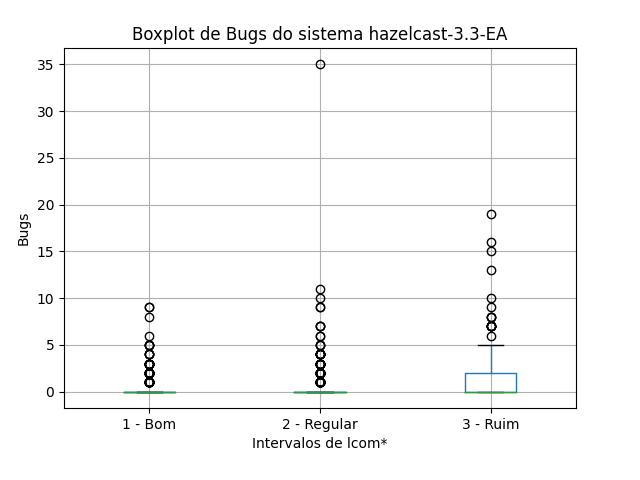 Boxplot de Bugs do sistema hazelcast-3.3-EA
35
30
25
20
15
10
5
0
Bugs
1 - Bom
2 - Regular
3 - Ruim
Intervalos de lcom*